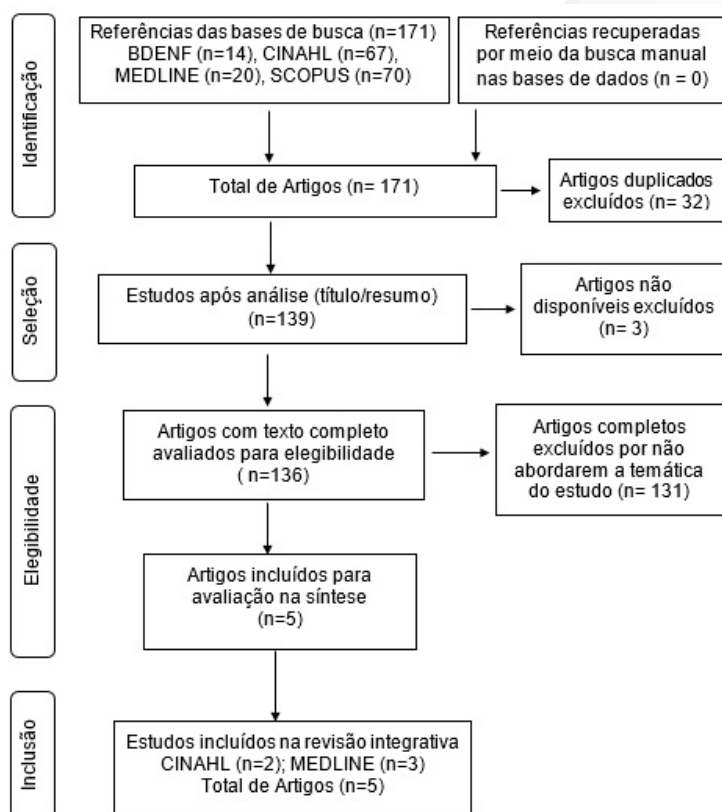 Identificação
Referências das bases de busca (n=171)
BDENF (n=14), CINAHL (n=67),
MEDLINE (n=20), SCOPUS (n=70)
Referências recuperadas
por meio da busca manual
nas bases de dados (n = 0)
Total de Artigos (n= 171)
Artigos duplicados
excluídos (n= 32)
Seleção
Estudos após análise (título/resumo)
(n=139)
Artigos não
disponíveis excluídos
(n= 3)
Elegibilidade
Artigos com texto completo
avaliados para elegibilidade
( n=136)
Artigos completos
excluídos por não
abordarem a temática
do estudo (n= 131)
Artigos incluídos para
avaliação na síntese
(n=5)
Inclusão
Estudos incluídos na revisão integrativa
CINAHL (n=2); MEDLINE (n=3)
Total de Artigos (n=5)